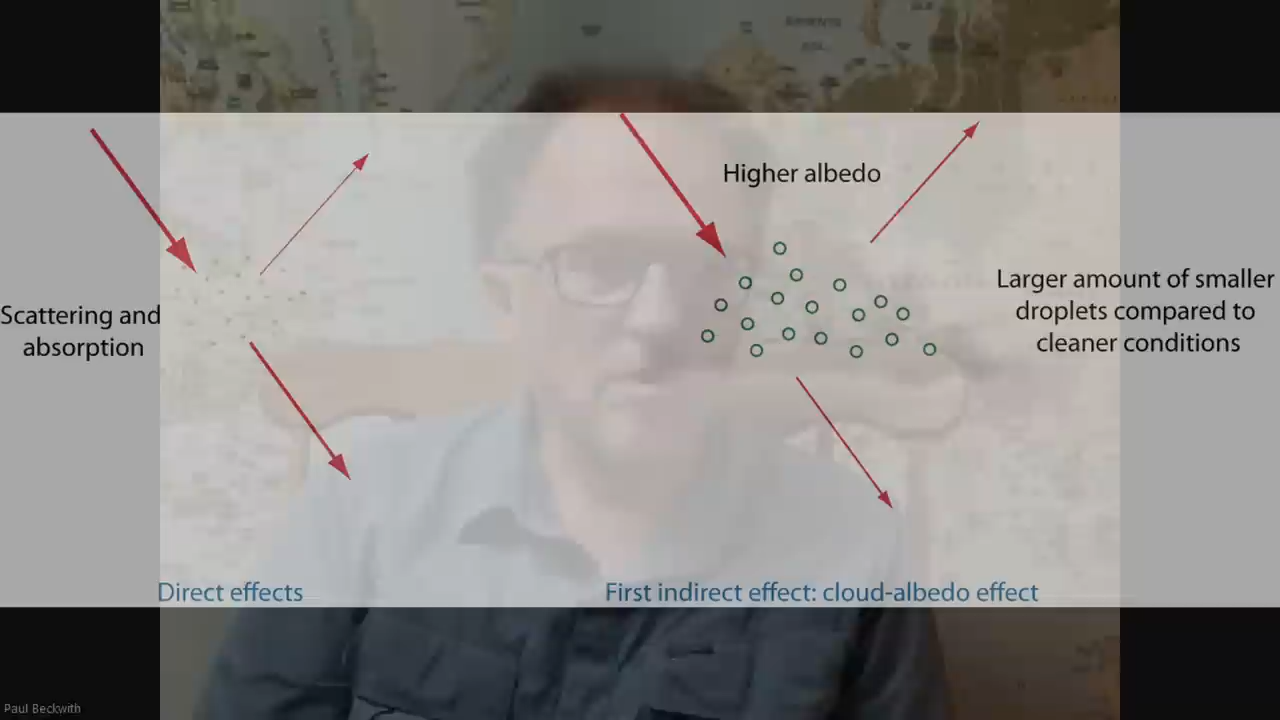 Higher albedo
Scattering and
absorption
Larger amount of smaller
droplets compared to
cleaner conditions
Direct effects
First indirect effect: cloud-albedo effect
Paul Beckwith